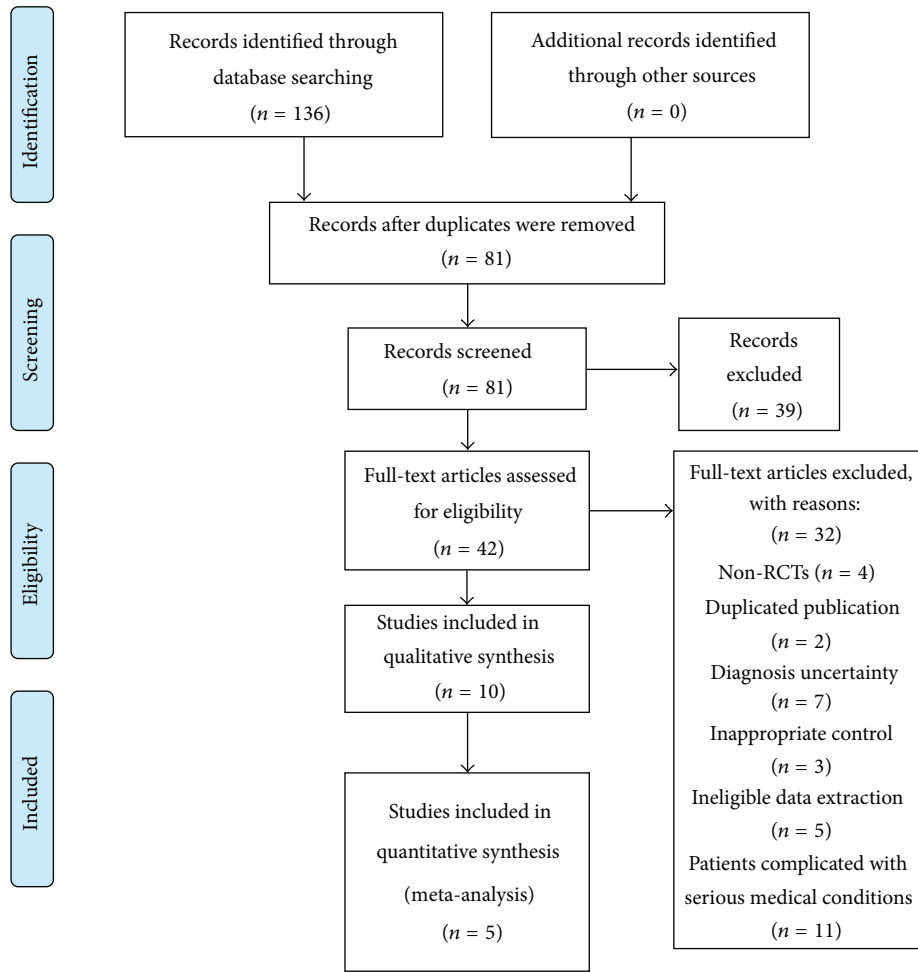 Identification
Records identified through
database searching
(n = 136)
Additional records identified
through other sources
(n = 0)
Records after duplicates were removed
(n = 81)
Screening
Records screened
(n = 81)
Records
excluded
(n = 39)
Eligibility
Full-text articles assessed
for eligibility
(n = 42)
Full-text articles excluded,
with reasons:
(n = 32)
Non-RCTs (n = 4)
Duplicated publication
(n = 2)
Diagnosis uncertainty
(n = 7)
Inappropriate control
(n = 3)
Ineligible data extraction
(n = 5)
Patients complicated with
serious medical conditions
(n = 11)
Studies included in
qualitative synthesis
(n = 10)
Included
Studies included in
quantitative synthesis
(meta-analysis)
(n = 5)